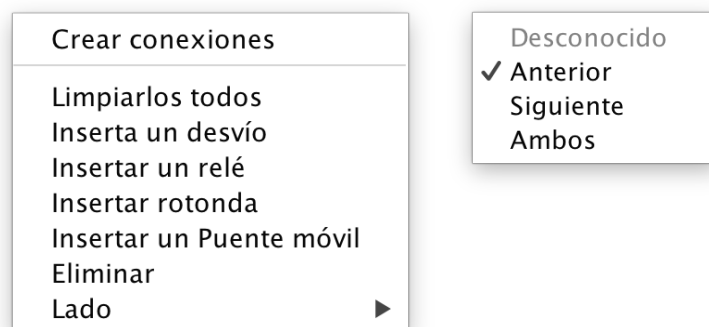 Crear conexiones
Limpiarlos todos
Inserta un desvío
Insertar un relé
Insertar rotonda
Insertar un Puente móvil
Eliminar
Lado
Desconocido
Anterior
Siguiente
Ambos